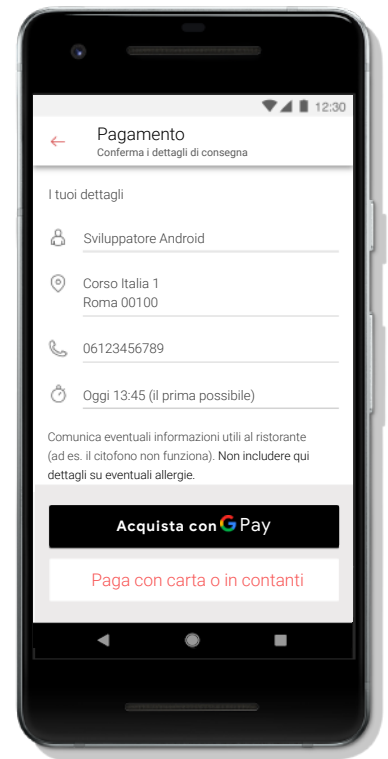 12:30
Pagamento
Conferma i dettagli di consegna
I tuoi dettagli
Sviluppatore Android
Corso Italia 1
Roma 00100
06123456789
Oggi 13:45 (il prima possibile)
Comunica eventuali informazioni utili al ristorante
(ad es. il citofono non funziona). Non includere qui
dettagli su eventuali allergie.
Acquista con G Pay
Paga con carta o in contanti